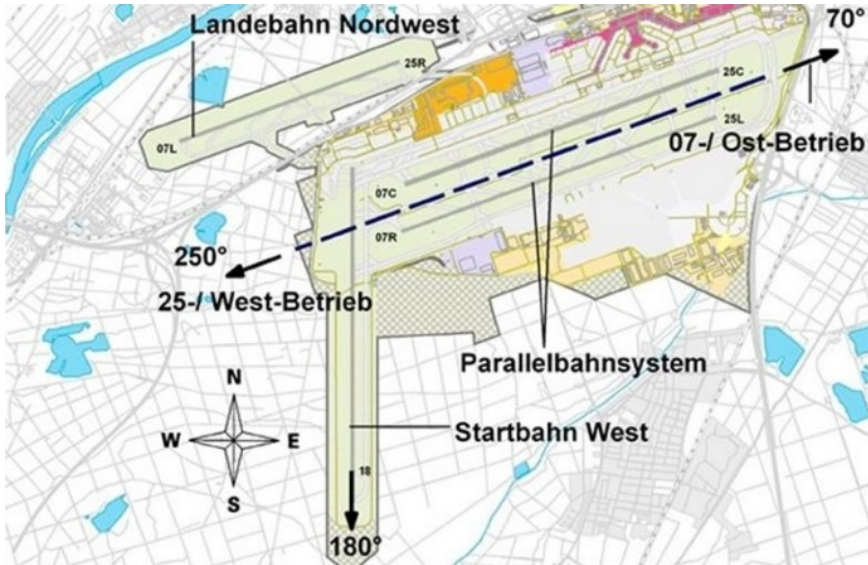 70°
Landebahn Nordwest
25R
25C
25L
07-/ Ost-Betrieb
07L
07C
07R
250°
25-/ West-Betrieb
Parallelbahnsystem
N
W E
S
Startbahn West
18
180°